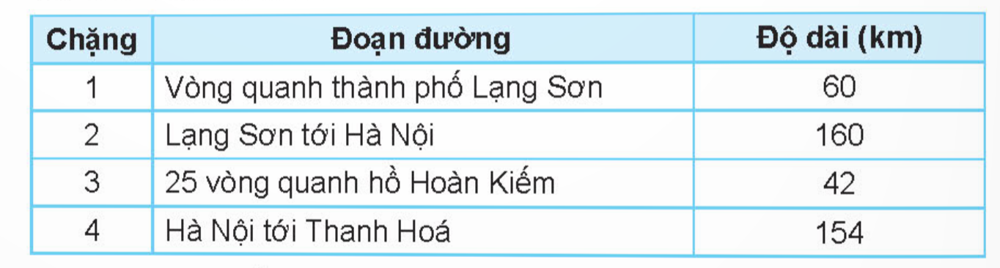 Chặng Đoạn đường Độ dài (km)
1 Vòng quanh thành phố Lạng Sơn 60
2 Lạng Sơn tới Hà Nội 160
3 25 vòng quanh hồ Hoàn Kiếm 42
4 Hà Nội tới Thanh Hoá 154